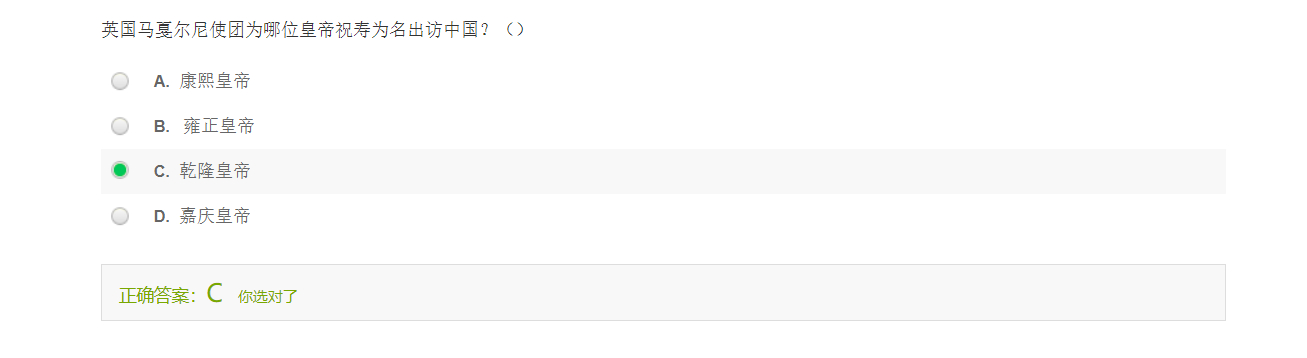 英国马戛尔尼使团为哪位皇帝祝寿为名出访中国？（）
A. 康熙皇帝
B. 雍正皇帝
C. 乾隆皇帝
D. 嘉庆皇帝
正确答案：C 你选对了